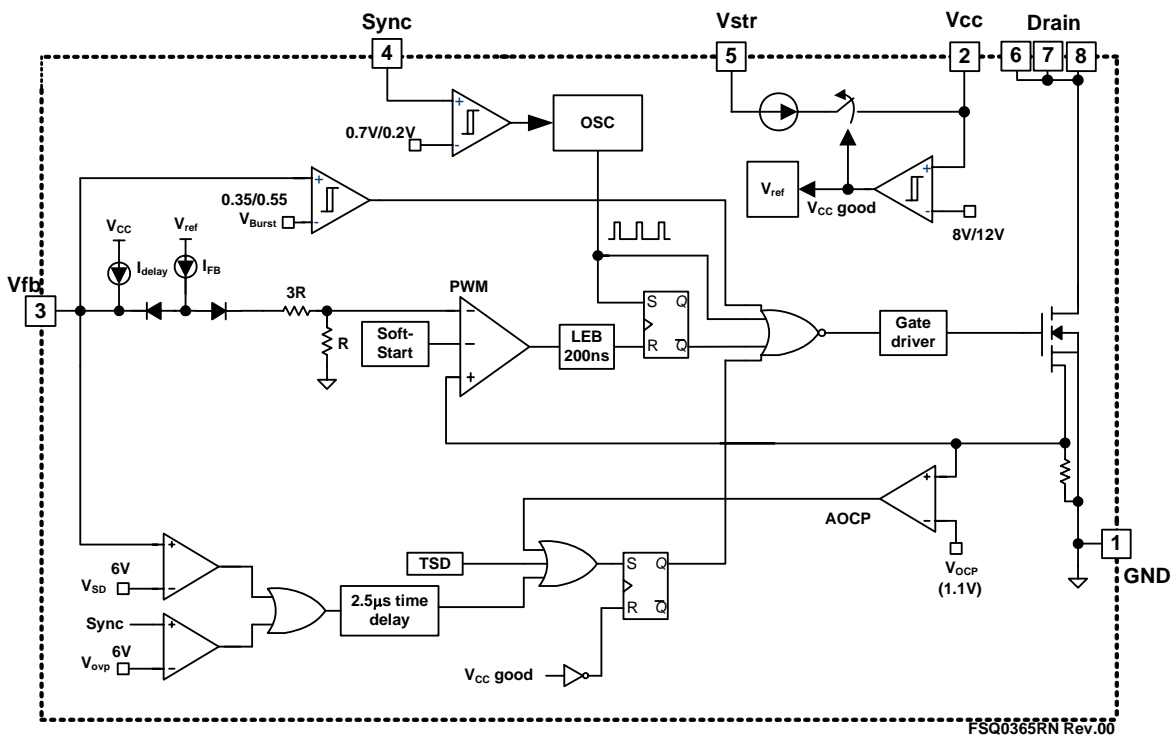 Sync
Vstr
Vcc
Drain
4
5
2
6
7
8
0.7V/0.2V
+
-
OSC
Vref
VCC good
+
-
8V/12V
0.35/0.55
VBurst
+
-
VCC
Vref
Idelay
IFB
Vfb
3
3R
R
PWM
Soft-
Start
−
−
+
LEB
200ns
S Q
R Q̅
Gate
driver
AOCP
+
−
VOCP
(1.1V)
1
GND
TSD
S Q
R Q̅
6V
VSD
+
−
2.5μs time
delay
Sync
6V
Vovp
+
−
VCC good
FSQ0365RN Rev.00